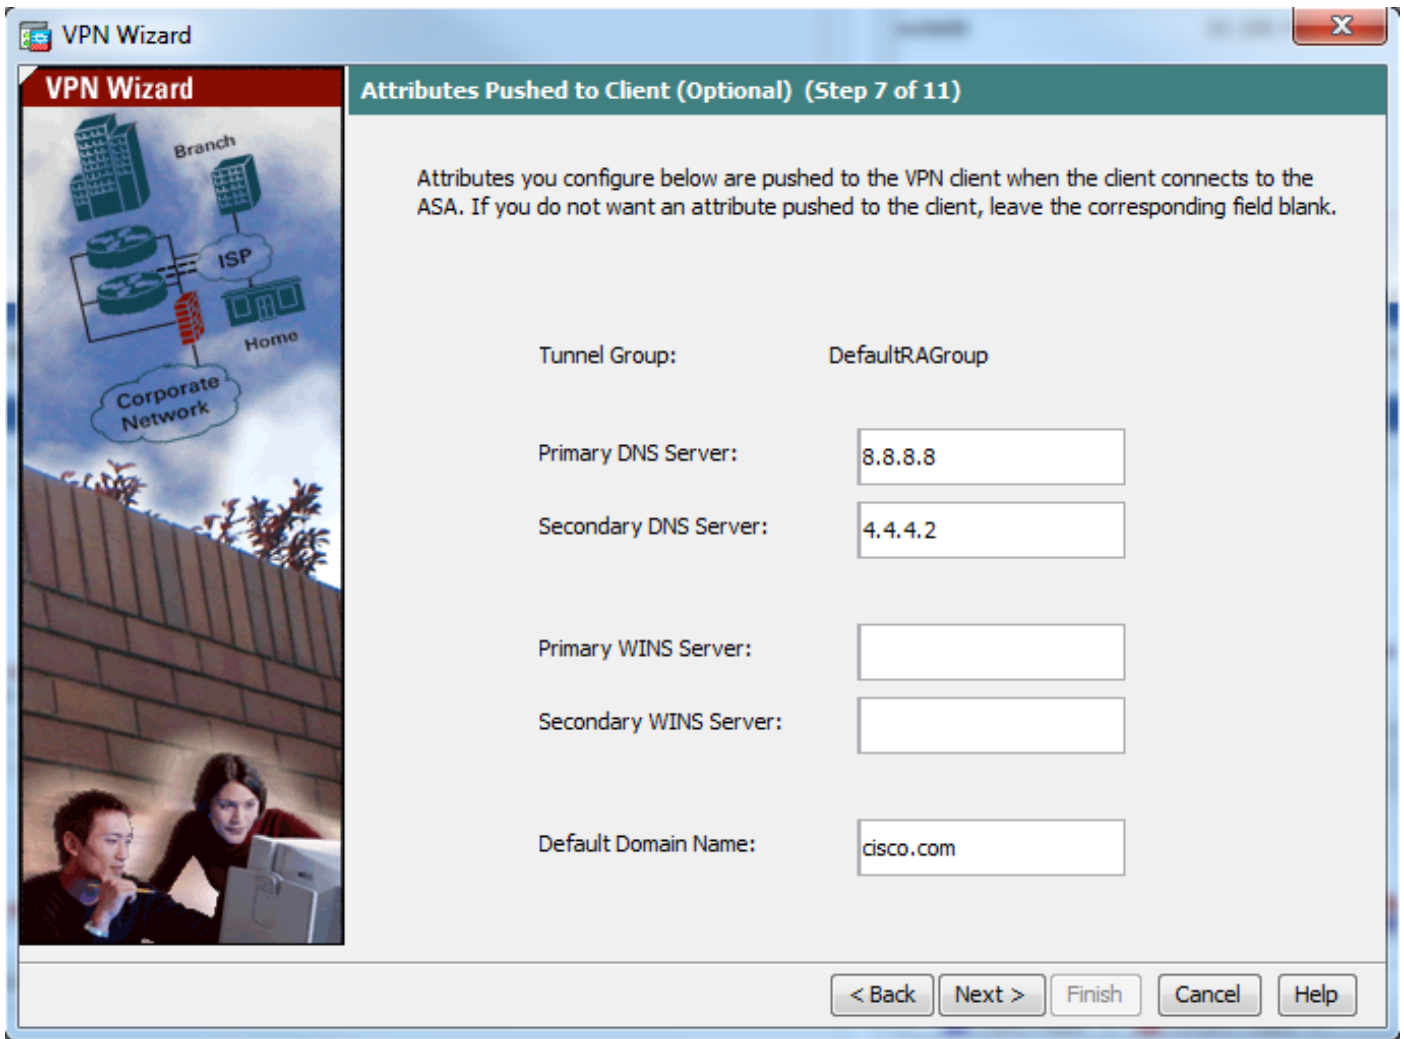 VPN Wizard
VPN Wizard
Attributes Pushed to Client (Optional) (Step 7 of 11)
Branch
ISP
Home
Corporate
Network
Attributes you configure below are pushed to the VPN client when the client connects to the
ASA. If you do not want an attribute pushed to the client, leave the corresponding field blank.
Tunnel Group: DefaultRAGroup
Primary DNS Server: 8.8.8.8
Secondary DNS Server: 4.4.4.2
Primary WINS Server:
Secondary WINS Server:
Default Domain Name: cisco.com
< Back Next > Finish Cancel Help